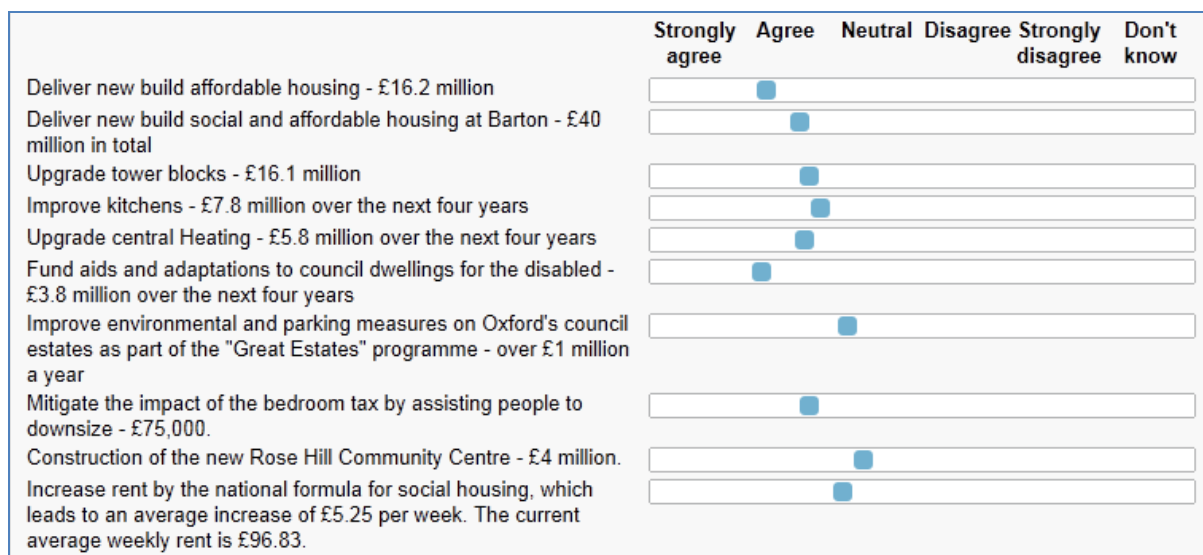 Strongly agree Agree Neutral Disagree Strongly disagree Don't know
Deliver new build affordable housing - £16.2 million
Deliver new build social and affordable housing at Barton - £40
million in total
Upgrade tower blocks - £16.1 million
Improve kitchens - £7.8 million over the next four years
Upgrade central Heating - £5.8 million over the next four years
Fund aids and adaptations to council dwellings for the disabled -
£3.8 million over the next four years
Improve environmental and parking measures on Oxford's council
estates as part of the "Great Estates" programme - over £1 million
a year
Mitigate the impact of the bedroom tax by assisting people to
downsize - £75,000.
Construction of the new Rose Hill Community Centre - £4 million.
Increase rent by the national formula for social housing, which
leads to an average increase of £5.25 per week. The current
average weekly rent is £96.83.